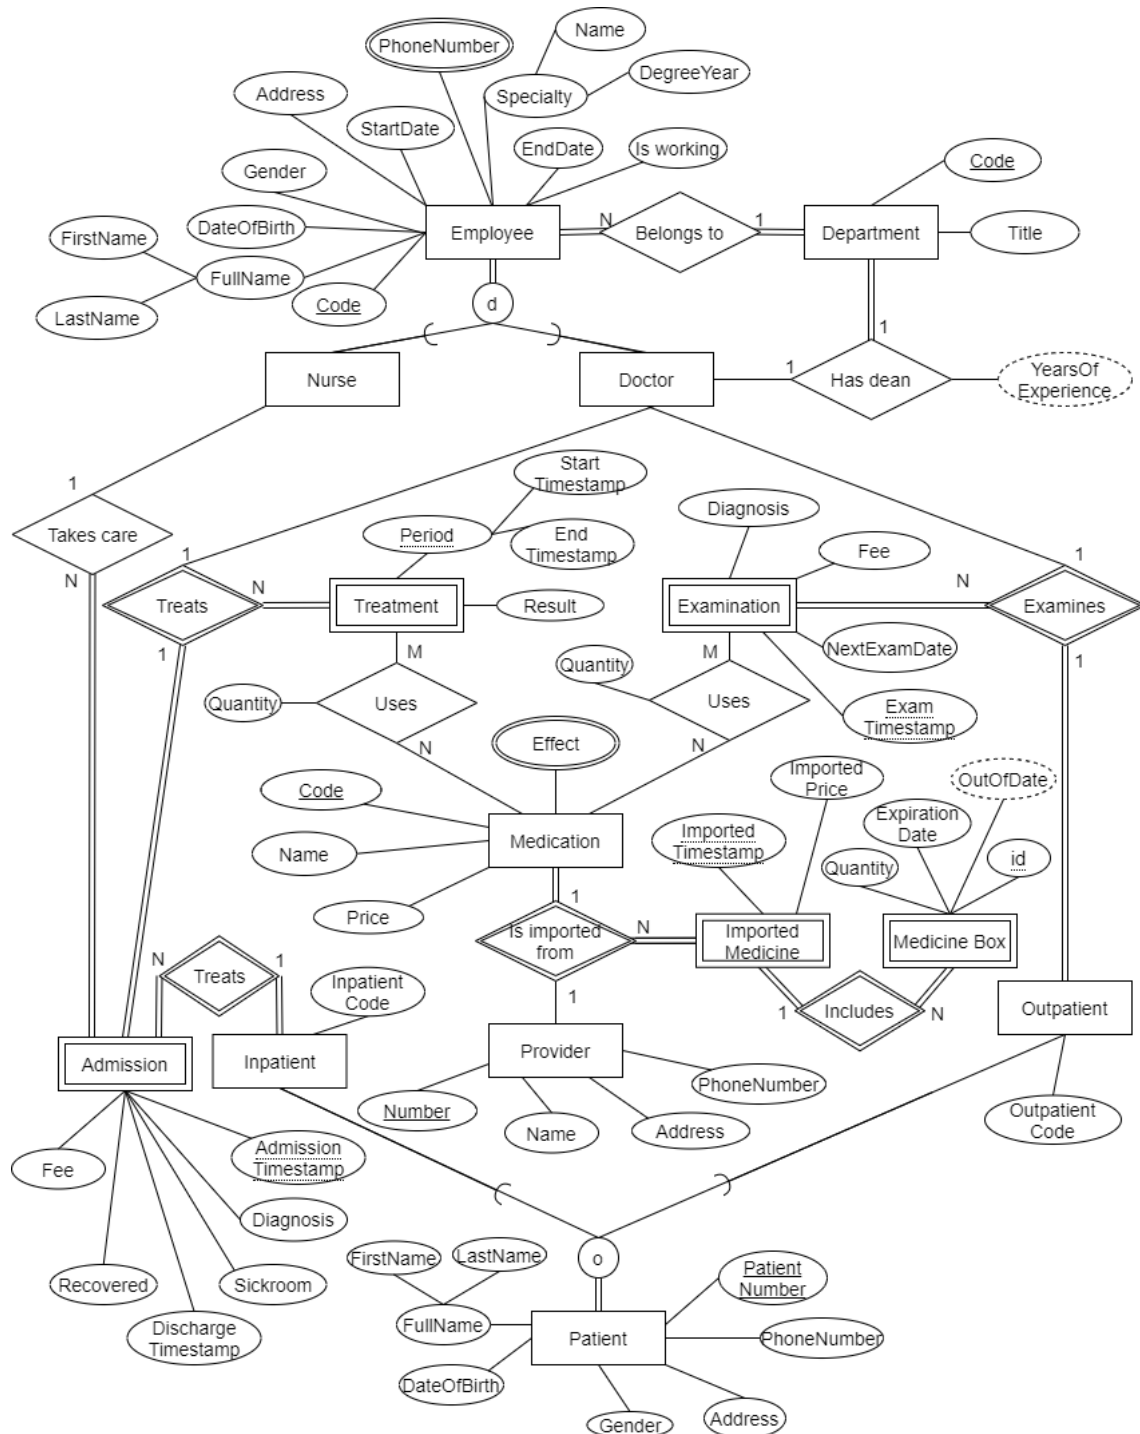 Name
PhoneNumber
DegreeYear
Address
Specialty
StartDate
EndDate
Is working
Code
Gender
N
1
DateOfBirth
FirstName
Employee
Belongs to
Department
Title
FullName
Code
LastName
d
1
Nurse
Doctor
1
Has dean
YearsOf
Experience
Start
Timestamp
1
Diagnosis
Period
End
Timestamp
Fee
Takes care
1
1
N
N
N
Treats
Treatment
Result
Examination
Examines
1
M
M
NextExamDate
1
Quantity
Quantity
Uses
Uses
Exam
Timestamp
N
Effect
N
Imported
Price
OutOfDate
Code
Expiration
Date
Medication
Imported
Timestamp
id
Name
Quantity
1
Price
Is imported
from
N
Imported
Medicine
Medicine Box
N
Treats
1
Inpatient
Code
1
1
Includes
N
Outpatient
Admission
Inpatient
Provider
PhoneNumber
Number
Name
Address
Outpatient
Code
Fee
Admission
Timestamp
Diagnosis
FirstName
LastName
o
Recovered
Sickroom
Patient
Number
Discharge
Timestamp
FullName
Patient
PhoneNumber
DateOfBirth
Gender
Address